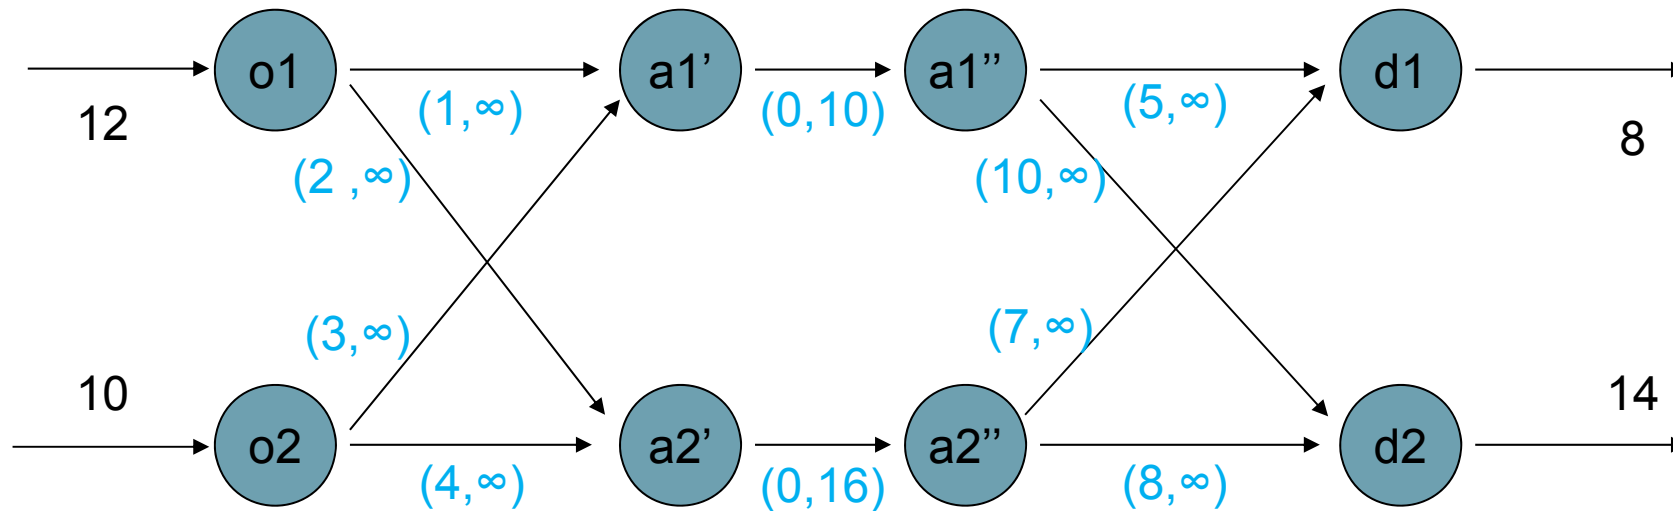 o1
a1’
a1’’
d1
12
(1,∞)
(0,10)
(5,∞)
8
(2 ,∞)
(10,∞)
(3,∞)
(7,∞)
10
14
o2
a2’
a2’’
d2
(4,∞)
(0,16)
(8,∞)